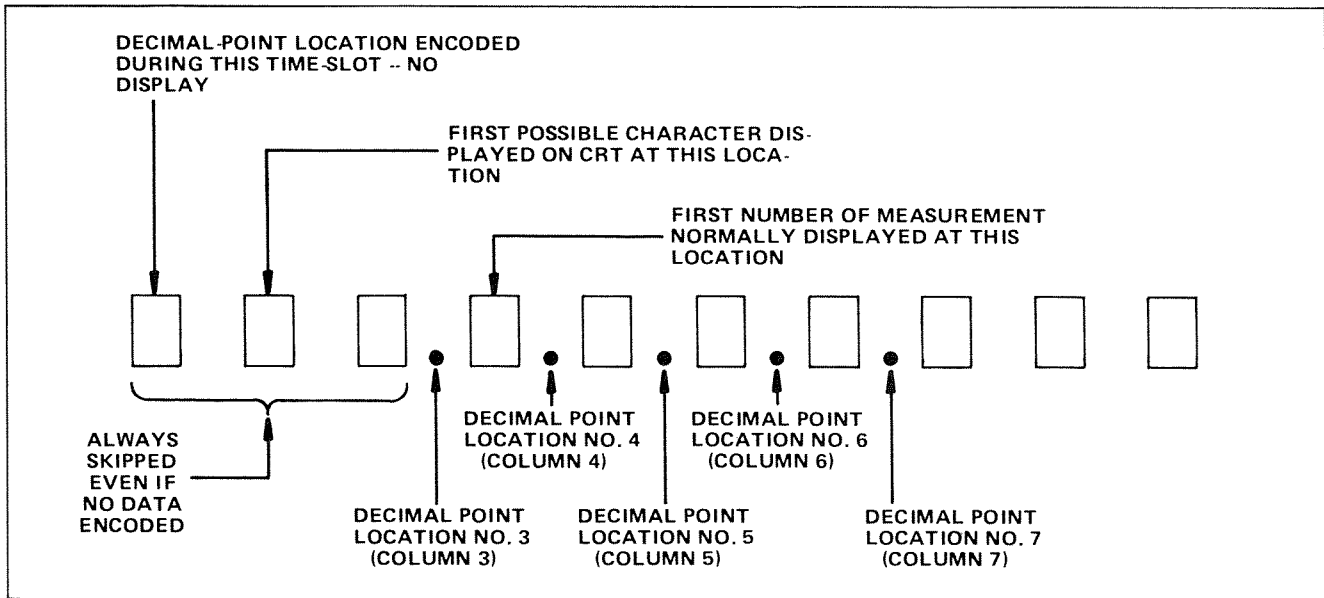 DECIMAL-POINT LOCATION ENCODED
DURING THIS TIME-SLOT -- NO
DISPLAY
FIRST POSSIBLE CHARACTER DIS-
PLAYED ON CRT AT THIS LOCA-
TION
FIRST NUMBER OF MEASUREMENT
NORMALLY DISPLAYED AT THIS
LOCATION
ALWAYS
SKIPPED
EVEN IF
NO DATA
ENCODED
DECIMAL POINT
LOCATION NO. 3
(COLUMN 3)
DECIMAL POINT
LOCATION NO. 4
(COLUMN 4)
DECIMAL POINT
LOCATION NO. 5
(COLUMN 5)
DECIMAL POINT
LOCATION NO. 6
(COLUMN 6)
DECIMAL POINT
LOCATION NO. 7
(COLUMN 7)